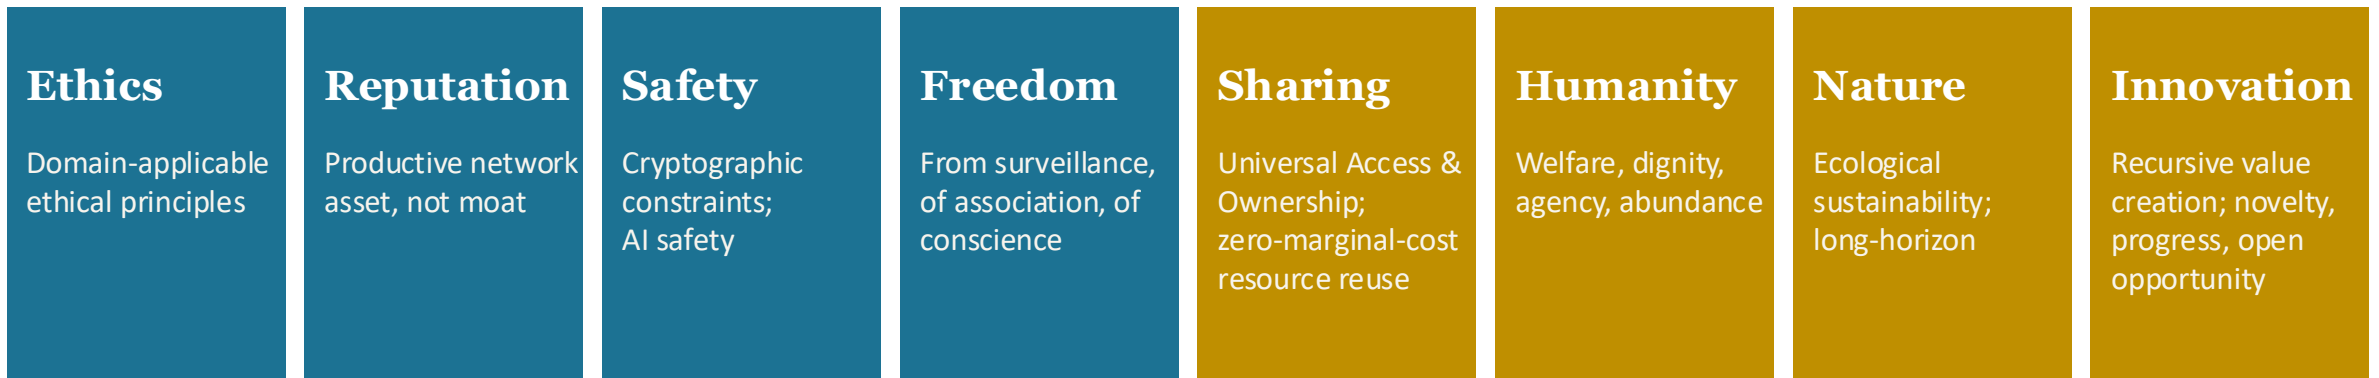 Ethics
Domain-applicable
ethical principles
Reputation
Productive network
asset, not moat
Safety
Cryptographic
constraints;
AI safety
Freedom
From surveillance,
of association, of
conscience
Sharing
Universal Access &
Ownership;
zero-marginal-cost
resource reuse
Humanity
Welfare, dignity,
agency, abundance
Nature
Ecological
sustainability;
long-horizon
Innovation
Recursive value
creation; novelty,
progress, open
opportunity